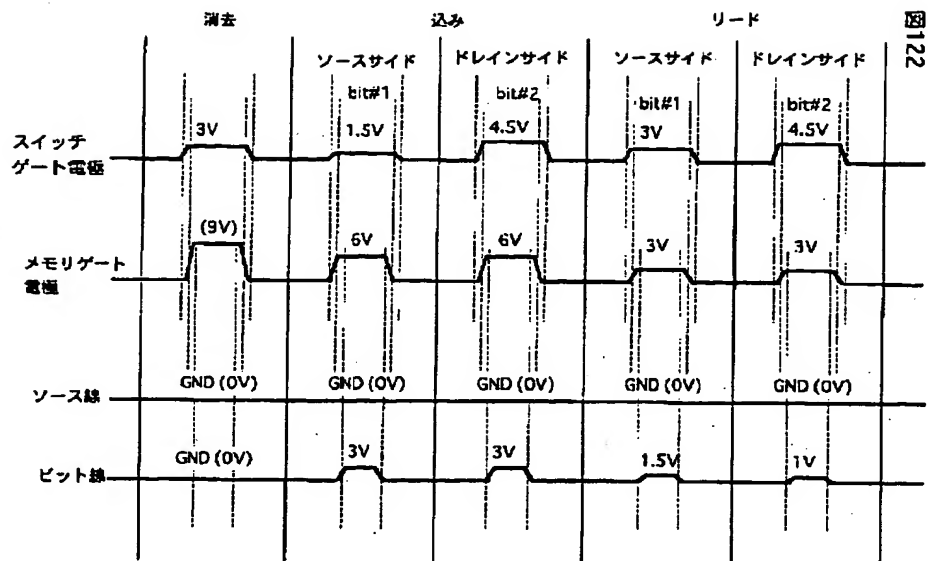 図122
消去 込み リード
ソースサイド ドレインサイド ソースサイド ドレインサイド
bit#1 bit#2 bit#1 bit#2
スイッチ
ゲート電極
3V 1.5V 4.5V 3V 4.5V
メモリゲート
電極
(9V) 6V 6V 3V 3V
ソース線
GND (0V) GND (0V) GND (0V) GND (0V) GND (0V)
ビット線
GND (0V) 3V 3V 1.5V 1V